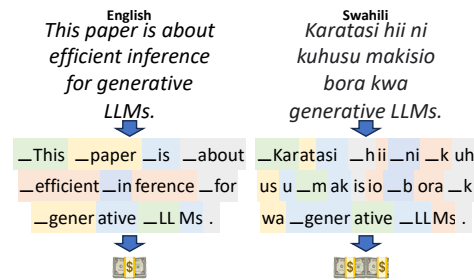 English
This paper is about
efficient inference
for generative
LLMs.
_This _paper _is _about
_efficient _in ference _for
_gener ative _LL Ms .
Swahili
Karatasi hii ni
kuhusu makisio
bora kwa
generative LLMs.
_Karatasi _h ii _ni _k uh
us u _m ak is io _b ora _k
wa _gener ative _LL Ms .